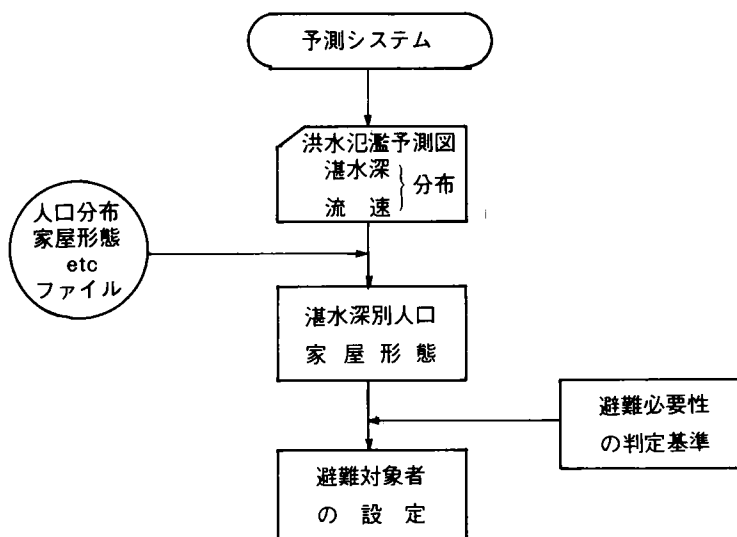 予測システム
洪水氾濫予測図
湛水深
流速
分布
人口分布
家屋形態
etc
ファイル
湛水深別人口
家屋形態
避難必要性
の判定基準
避難対象者
の設定